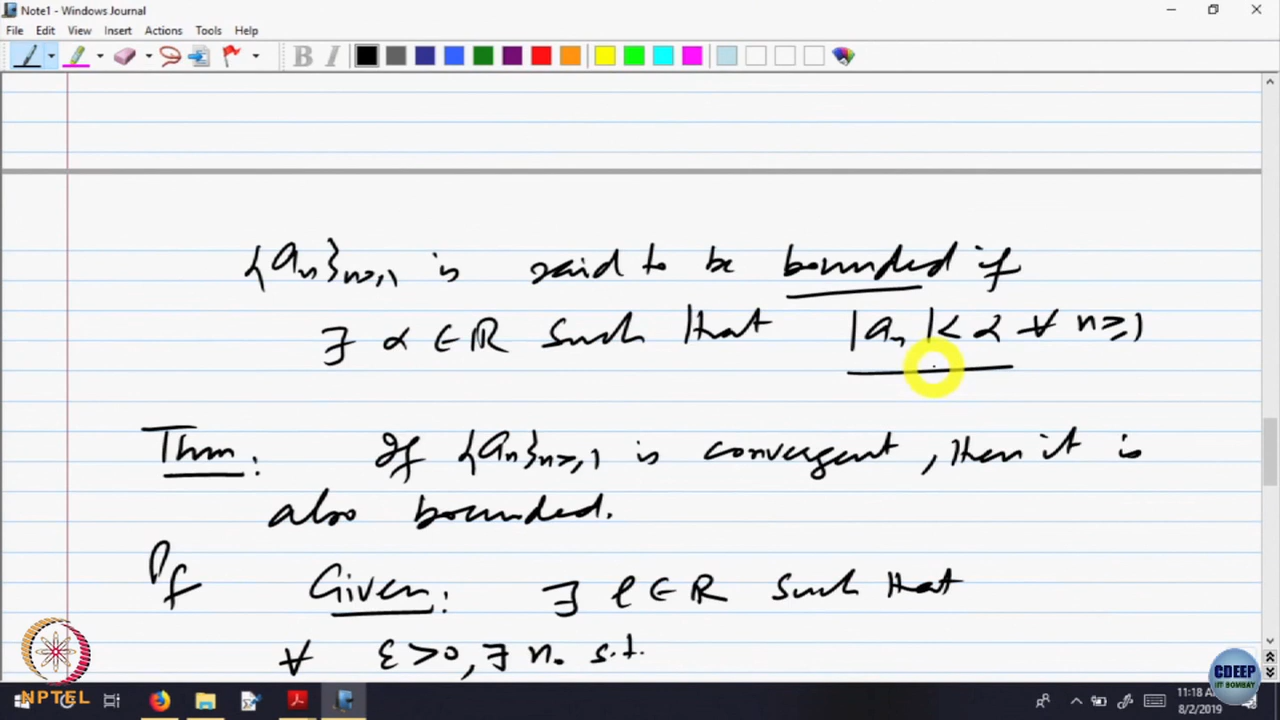 Note1 - Windows Journal
File Edit View Insert Actions Tools Help
B I
{aₙ}ₙ≥₁ is said to be bounded if
∃ α ∈ ℝ such that |aₙ| < α ∀ n ≥ 1
Thm: If {aₙ}ₙ≥₁ is convergent, then it is
also bounded.
Pf Given: ∃ ℓ ∈ ℝ such that
∀ ε > 0, ∃ n₀ s.t.
NPTEL
CDEEP
IIT BOMBAY
11:18 A
8/2/2019